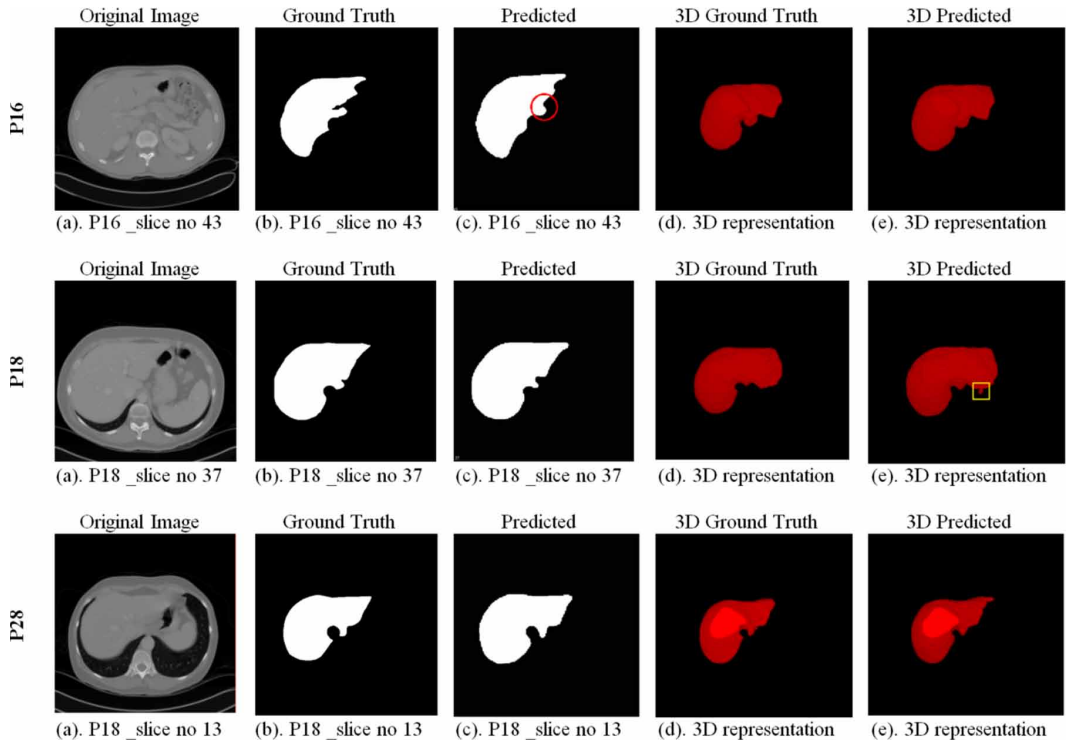 Original Image Ground Truth Predicted 3D Ground Truth 3D Predicted
P16
(a). P16 _slice no 43 (b). P16 _slice no 43 (c). P16 _slice no 43 (d). 3D representation (e). 3D representation
Original Image Ground Truth Predicted 3D Ground Truth 3D Predicted
P18
(a). P18 _slice no 37 (b). P18 _slice no 37 (c). P18 _slice no 37 (d). 3D representation (e). 3D representation
Original Image Ground Truth Predicted 3D Ground Truth 3D Predicted
P28
(a). P18 _slice no 13 (b). P18 _slice no 13 (c). P18 _slice no 13 (d). 3D representation (e). 3D representation